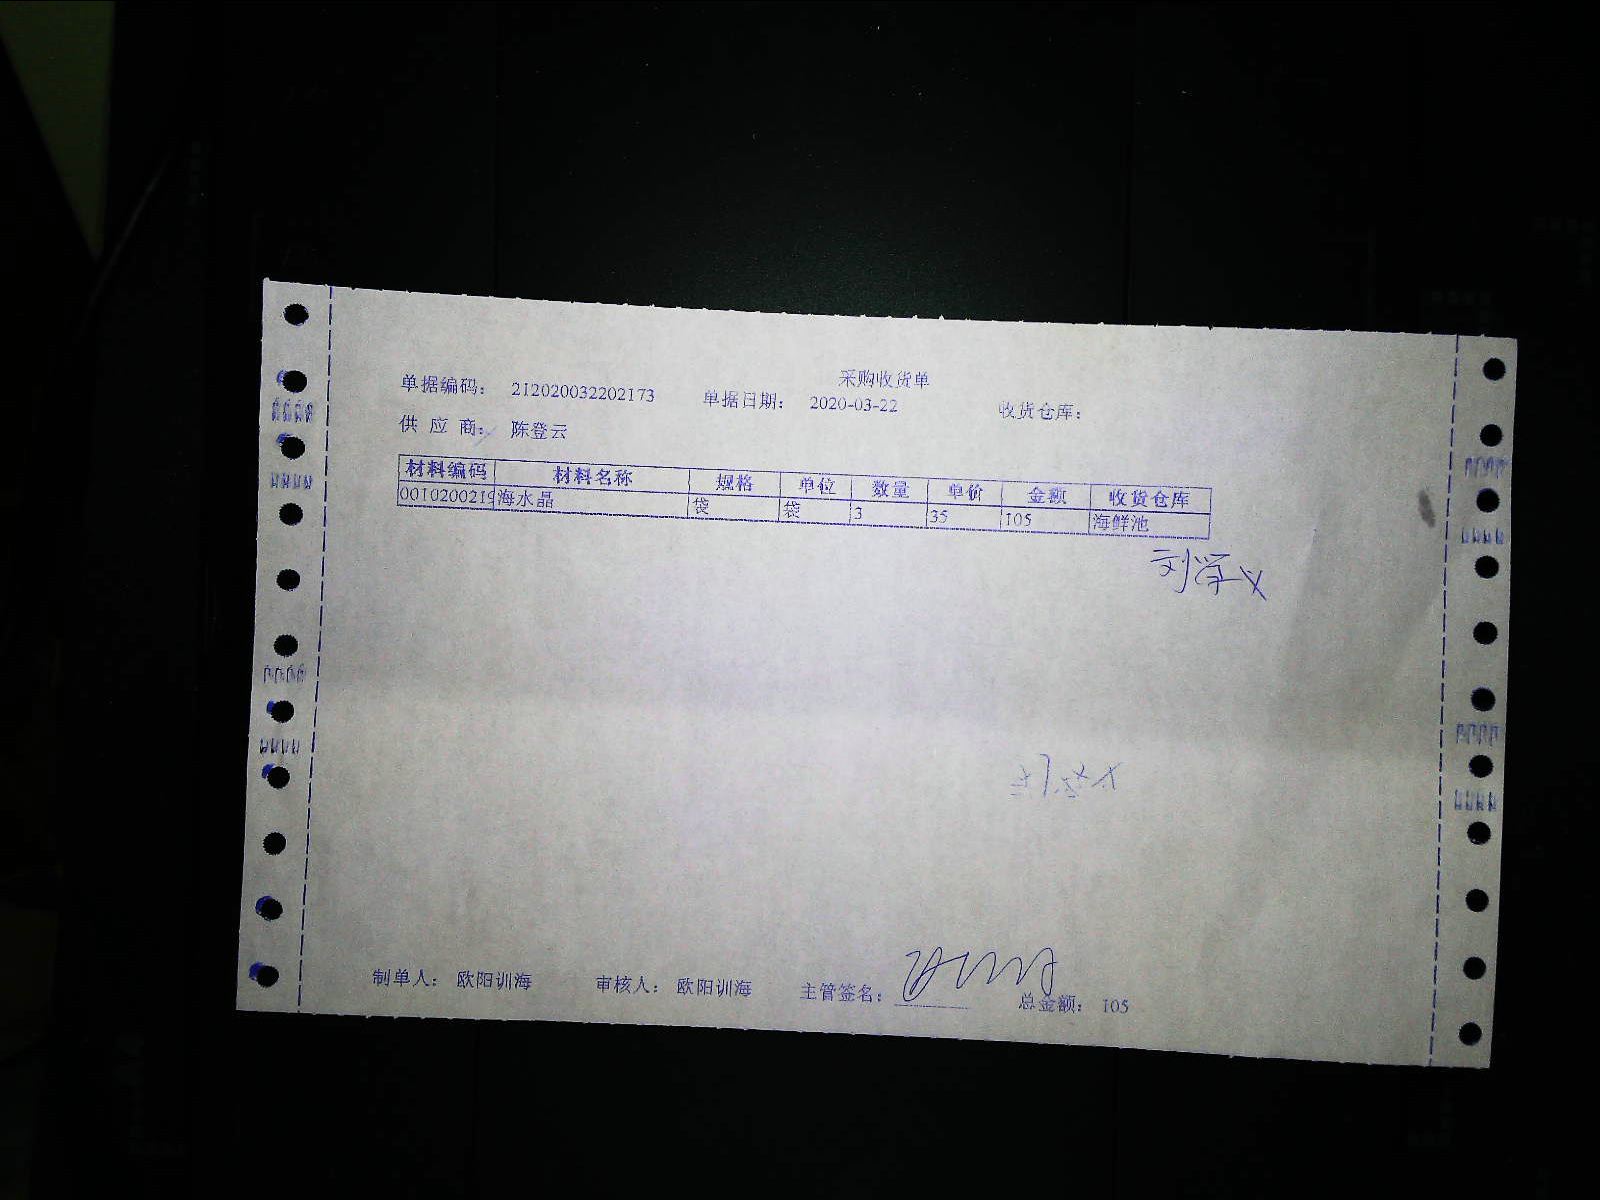 采购收货单
单据编码： 212020032202173 单据日期： 2020-03-22 收货仓库：
供 应 商： 陈登云
材料编码 材料名称 规格 单位 数量 单价 金额 收货仓库
0010200219 海水晶 袋 袋 3 35 105 海鲜池
制单人： 欧阳训海 审核人： 欧阳训海 主管签名： 总金额： 105